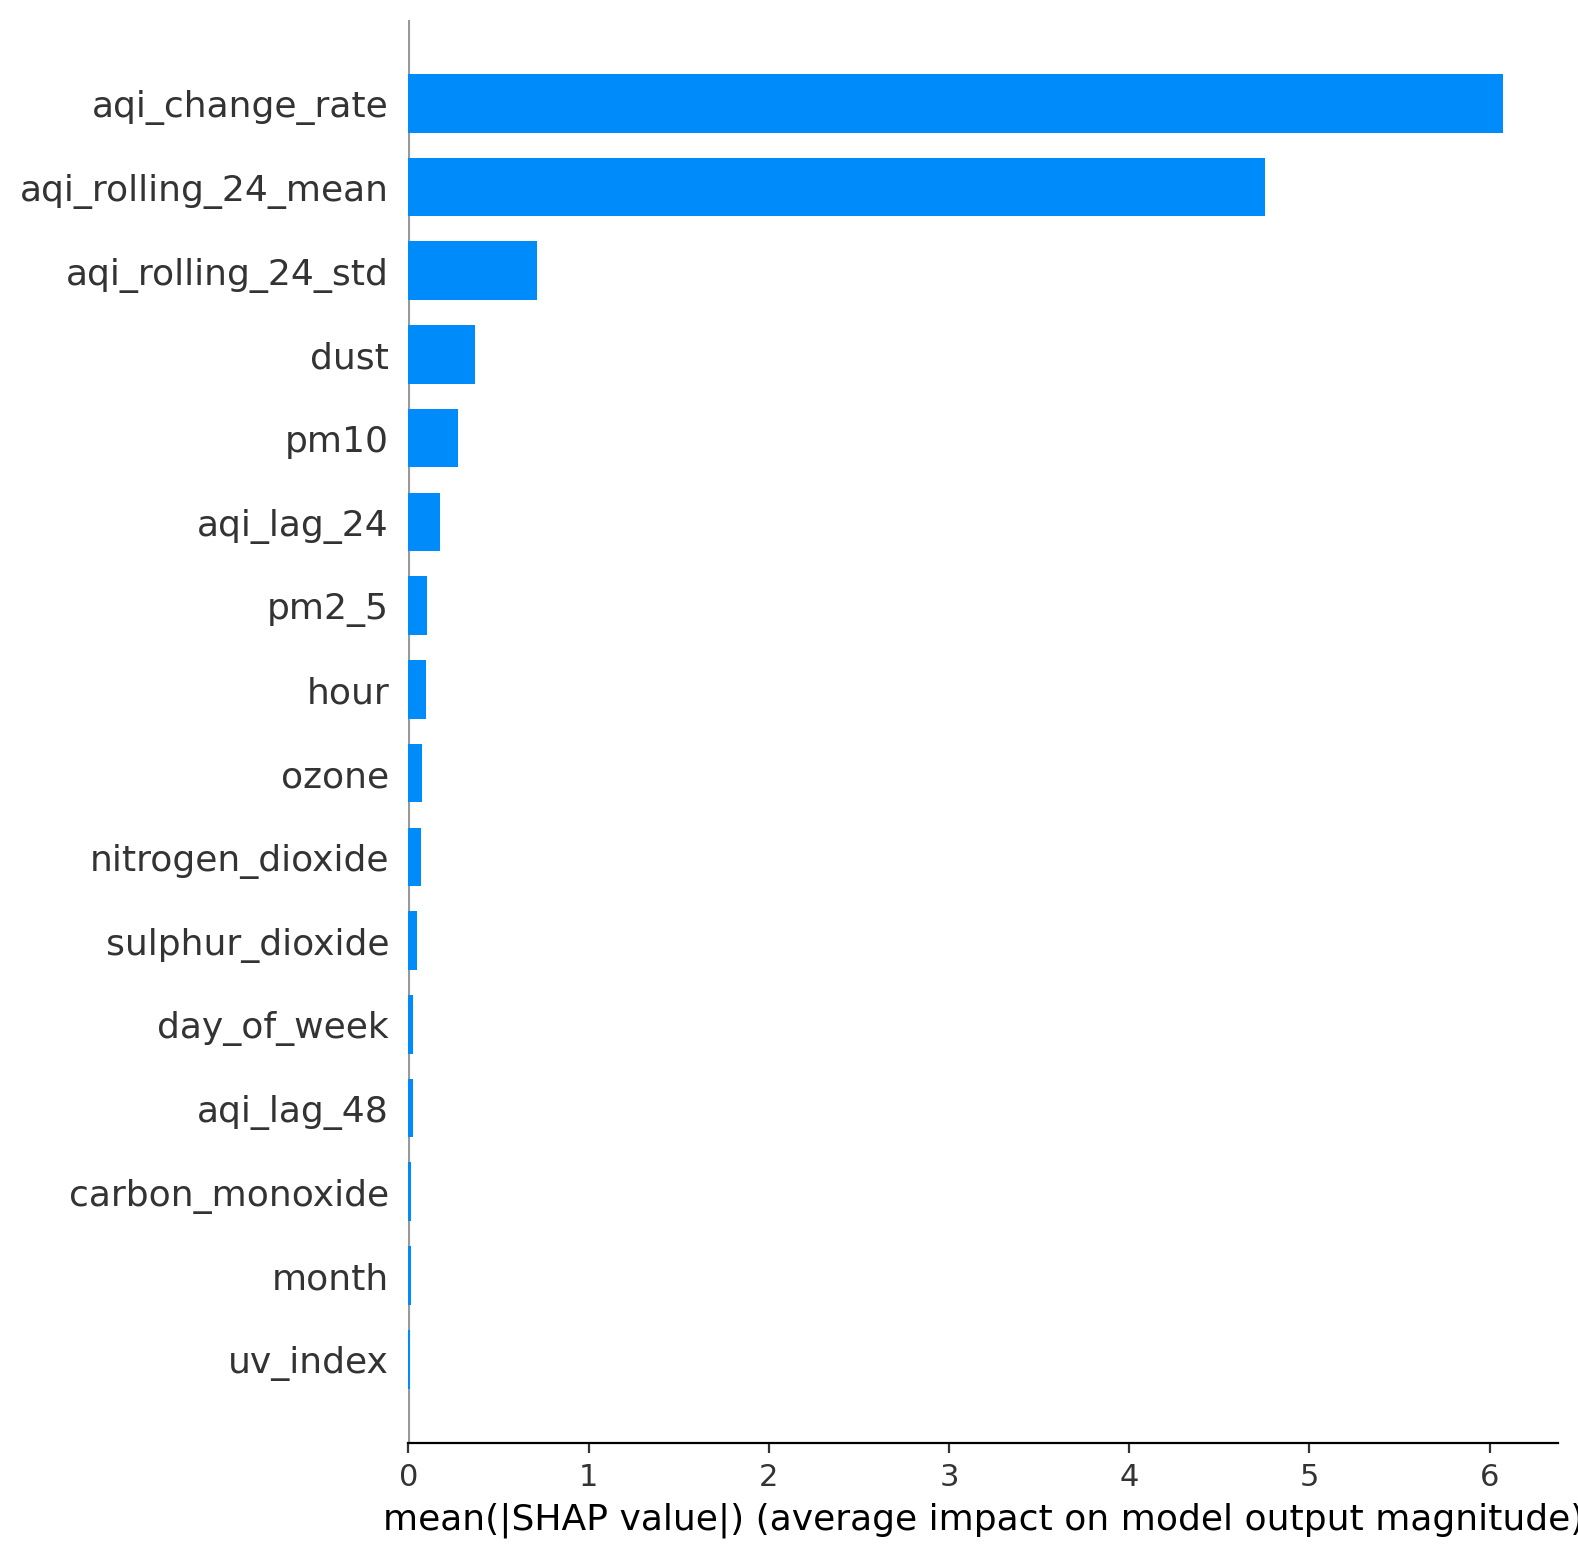 aqi_change_rate
aqi_rolling_24_mean
aqi_rolling_24_std
dust
pm10
aqi_lag_24
pm2_5
hour
ozone
nitrogen_dioxide
sulphur_dioxide
day_of_week
aqi_lag_48
carbon_monoxide
month
uv_index
0 1 2 3 4 5 6
mean(|SHAP value|) (average impact on model output magnitude)